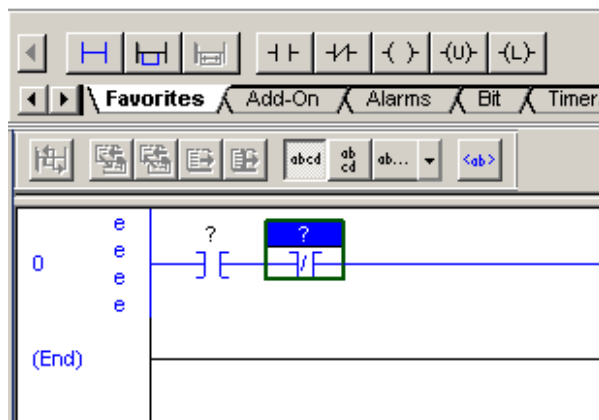 (U) (L)
Favorites Add-On Alarms Bit Timer
abcd ab cd ab... <ab>
e
? ?
0 e
e
e
(End)